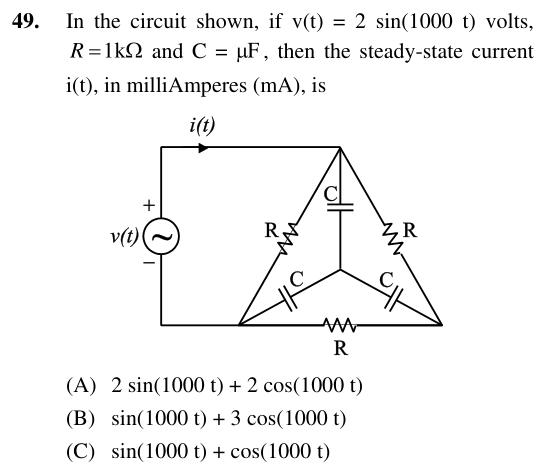 49. In the circuit shown, if v(t) = 2 sin(1000 t) volts,
R=1kΩ and C = μF, then the steady-state current
i(t), in milliAmperes (mA), is
i(t)
+
v(t)
−
R
C
R
C
C
R
(A) 2 sin(1000 t) + 2 cos(1000 t)
(B) sin(1000 t) + 3 cos(1000 t)
(C) sin(1000 t) + cos(1000 t)